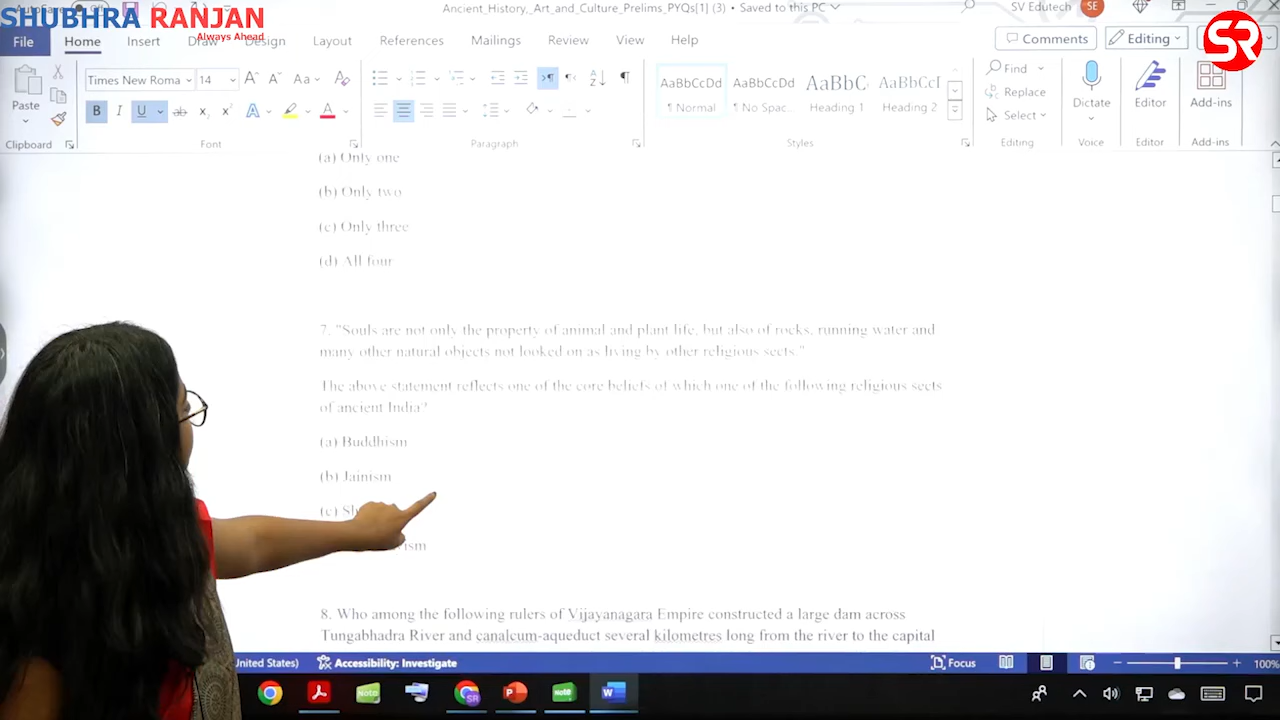 SHUBHRA RANJAN
Always Ahead
Ancient_History,_Art_and_Culture_Prelims_PYQs[1] (3) • Saved to this PC
SV Edutech
SE
SR
File Home Insert Draw Design Layout References Mailings Review View Help
Comments
Editing
Paste
Times New Roma 14
B I U ab x x A A
A A Aa A
AaBbCcDd AaBbCcDd AaBbC AaBbCcD
¶ Normal ¶ No Spac... Heading Heading 2
Find
Replace
Select
Dictate
Editor
Add-ins
Clipboard Font Paragraph Styles Editing Voice Editor Add-ins
(a) Only one
(b) Only two
(c) Only three
(d) All four
7. "Souls are not only the property of animal and plant life, but also of rocks, running water and
many other natural objects not looked on as living by other religious sects."
The above statement reflects one of the core beliefs of which one of the following religious sects
of ancient India?
(a) Buddhism
(b) Jainism
(c)
8. Who among the following rulers of Vijayanagara Empire constructed a large dam across
Tungabhadra River and canalcum-aqueduct several kilometres long from the river to the capital
United States) Accessibility: Investigate
Focus
100%